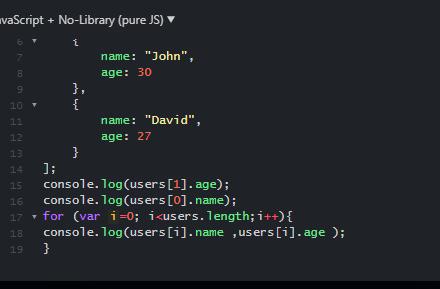 vaScript + No-Library (pure JS) ▼
6 ▼ {
7 name: "John",
8 age: 30
9 },
10 ▼ {
11 name: "David",
12 age: 27
13 }
14 ];
15 console.log(users[1].age);
16 console.log(users[0].name);
17 ▼ for (var i=0; i<users.length;i++){
18 console.log(users[i].name ,users[i].age );
19 }